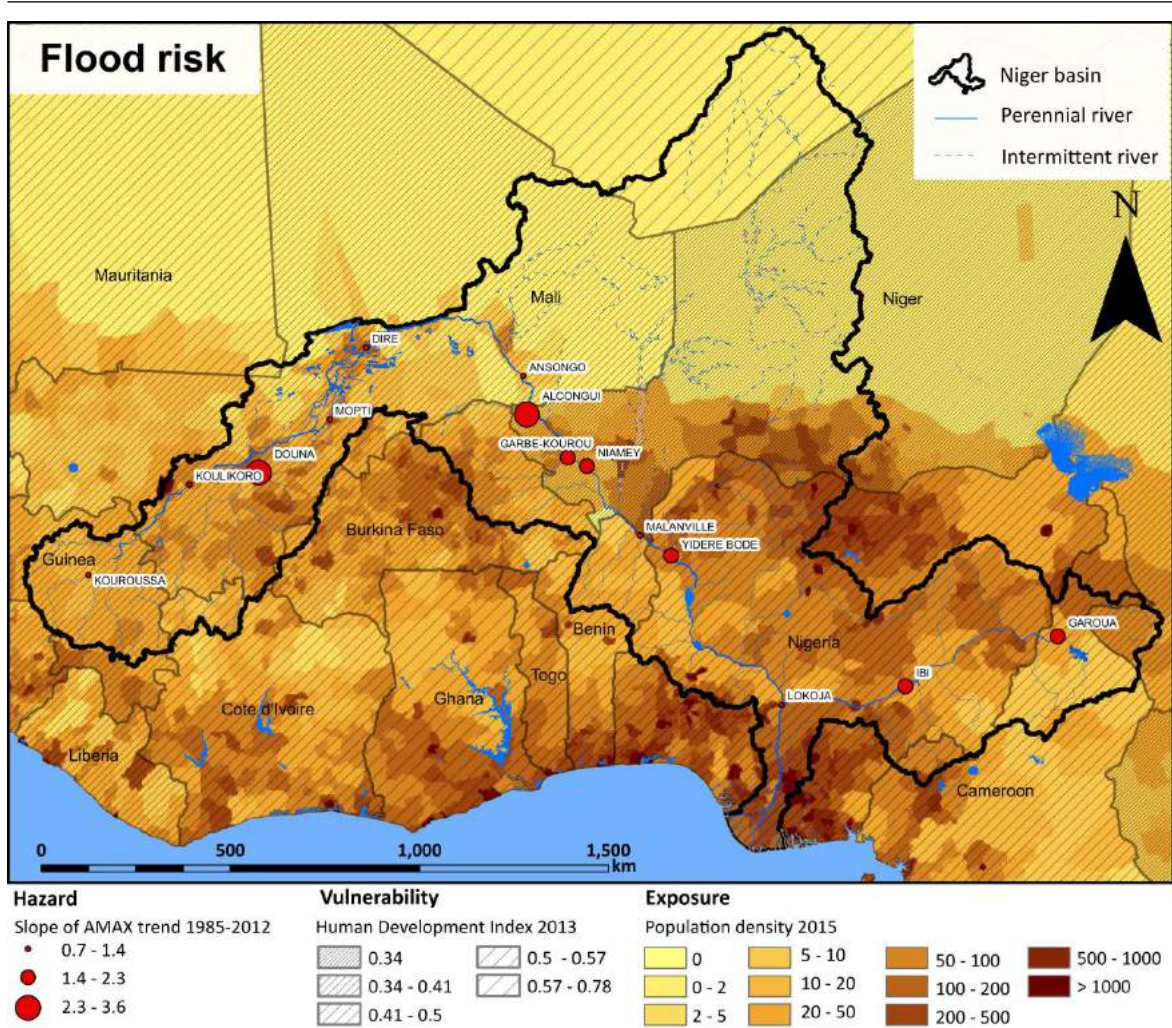 Flood risk
Niger basin
Perennial river
Intermittent river
N
Mauritania
Mali
Niger
DIRE
ANSONGO
ALCONGUI
MOPTI
GARBE-KOUROU
NIAMEY
DOUNA
KOULIKORO
Burkina Faso
MALANVILLE
YIDERE BODE
Guinea
KOUROUSSA
Benin
Nigeria
GAROUA
Togo
IBI
Ghana
LOKOJA
Cote d'Ivoire
Liberia
Cameroon
0 500 1,000 1,500
km
Hazard
Slope of AMAX trend 1985-2012
0.7 - 1.4
1.4 - 2.3
2.3 - 3.6
Vulnerability
Human Development Index 2013
0.34
0.34 - 0.41
0.41 - 0.5
0.5 - 0.57
0.57 - 0.78
Exposure
Population density 2015
0
0 - 2
2 - 5
5 - 10
10 - 20
20 - 50
50 - 100
100 - 200
200 - 500
500 - 1000
> 1000